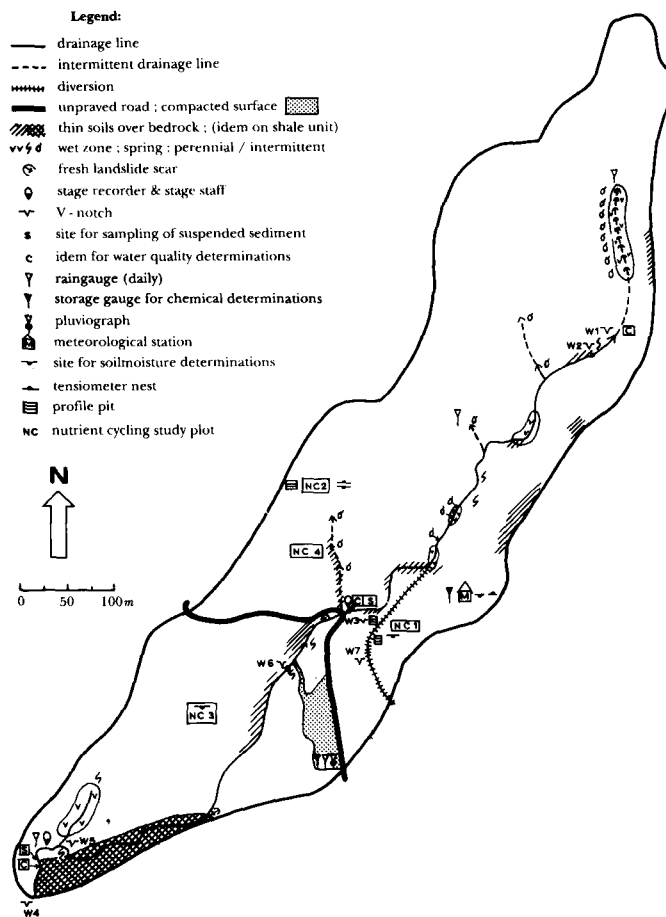 Legend:
drainage line
intermittent drainage line
diversion
unpraved road ; compacted surface
thin soils over bedrock ; (idem on shale unit)
wet zone ; spring : perennial / intermittent
fresh landslide scar
stage recorder & stage staff
V - notch
s site for sampling of suspended sediment
c idem for water quality determinations
raingauge (daily)
storage gauge for chemical determinations
pluviograph
M meteorological station
site for soilmoisture determinations
tensiometer nest
profile pit
NC nutrient cycling study plot
N
0 50 100m
W1
C
W2
NC2
NC 4
M
C S
W3
NC1
W7
W6
NC 3
W5
S
C
W4